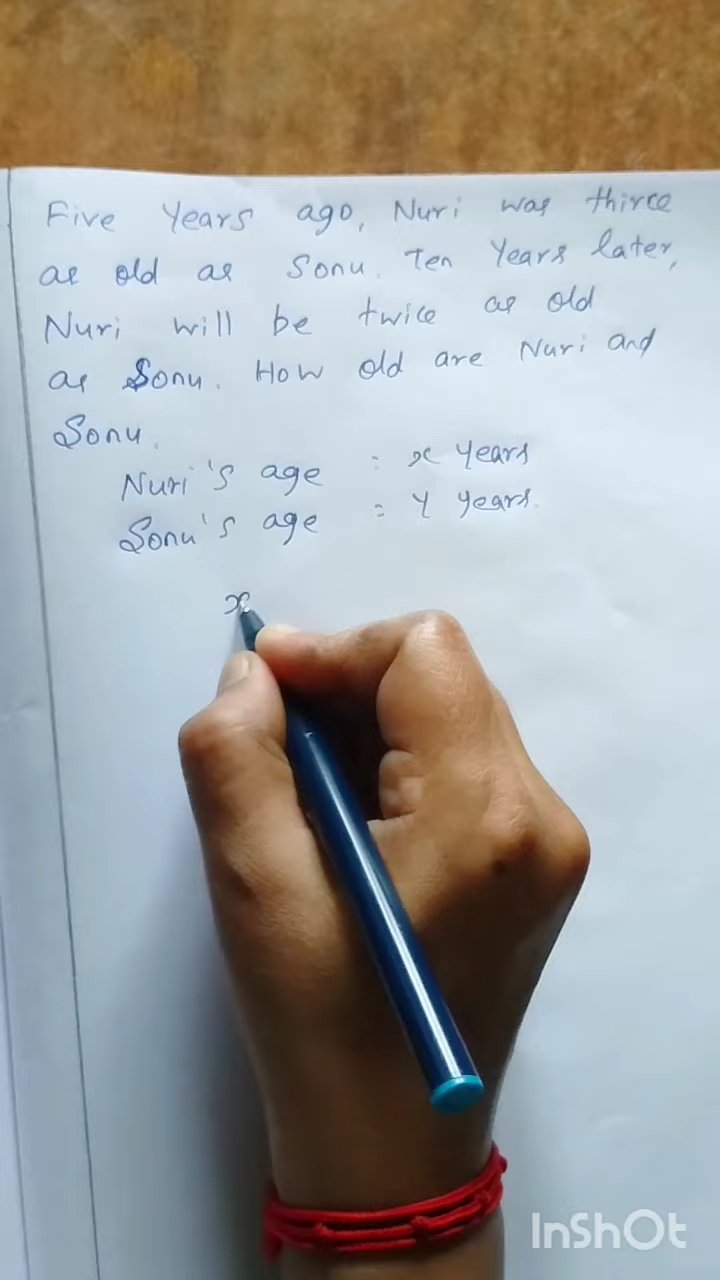 Five Years ago, Nuri was thirce
as old as Sonu. Ten Years later,
Nuri will be twice as old
as Sonu. How old are Nuri and
Sonu.
Nuri's age : x years
Sonu's age = Y years.
x
InShOt